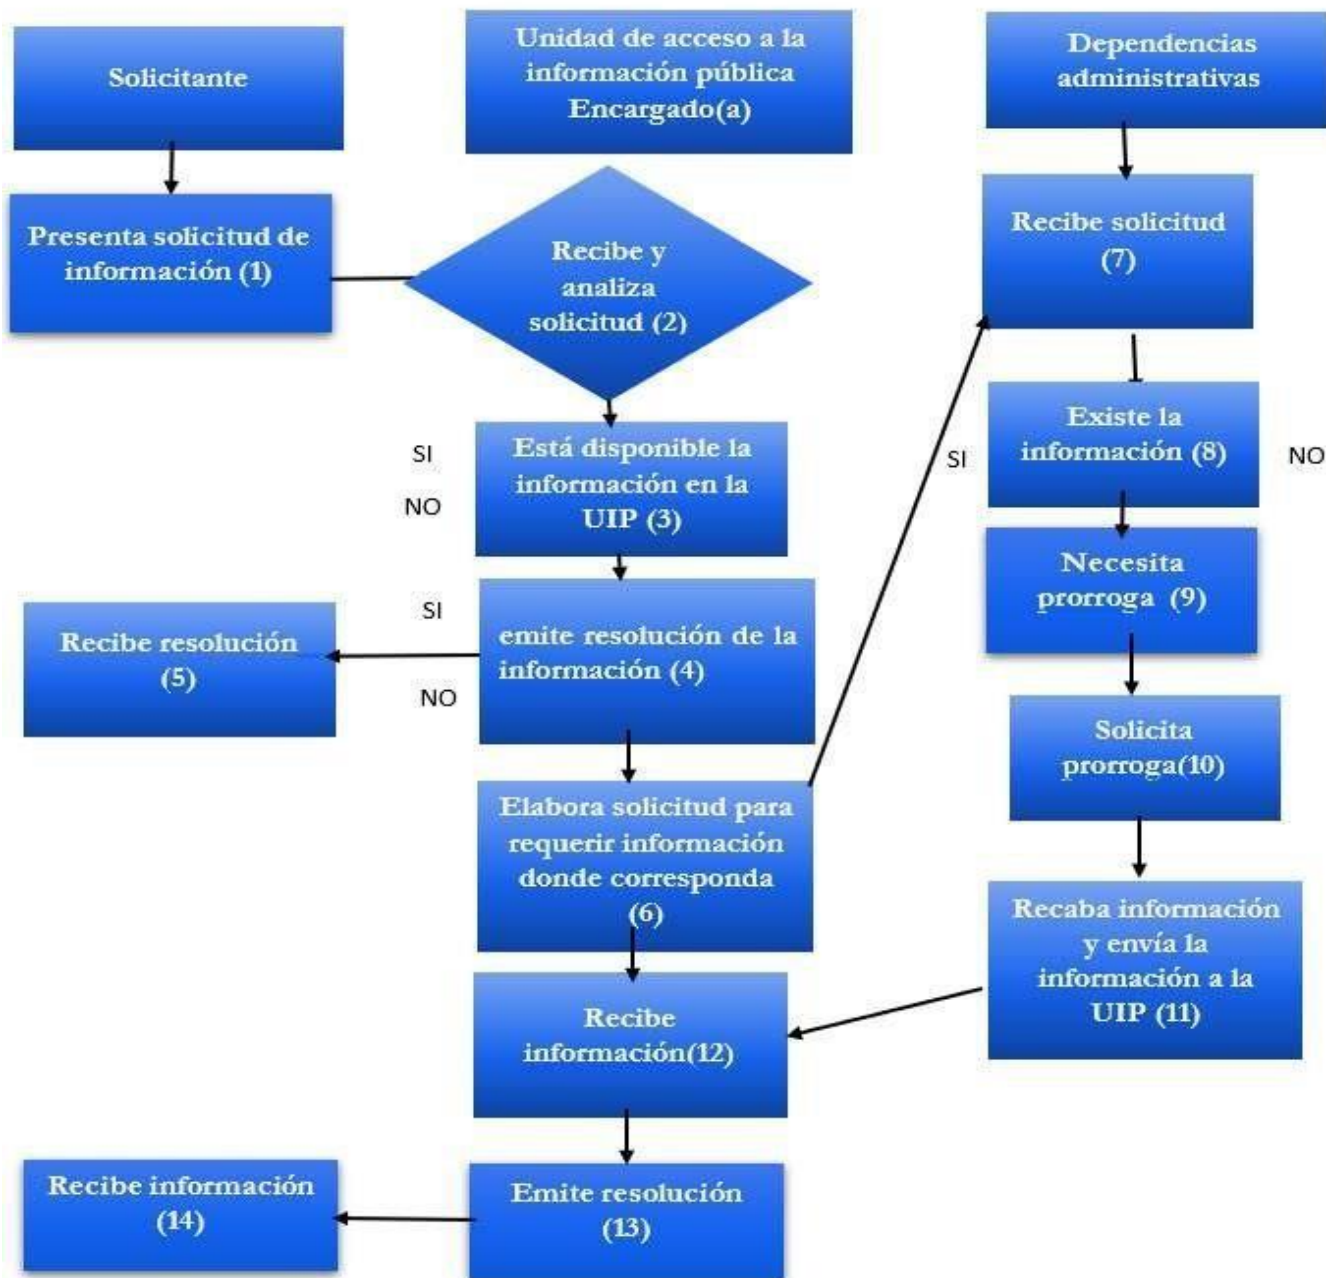 Solicitante
Unidad de acceso a la
información pública
Encargado(a)
Dependencias
administrativas
Presenta solicitud de
información (1)
Recibe y
analiza
solicitud (2)
Recibe solicitud
(7)
SI
NO
Está disponible la
información en la
UIP (3)
SI
Existe la
información (8)
NO
Necesita
prorroga (9)
Recibe resolución
(5)
SI
NO
emite resolución de la
información (4)
Solicita
prorroga(10)
Elabora solicitud para
requerir información
donde corresponda
(6)
Recaba información
y envía la
información a la
UIP (11)
Recibe
información(12)
Recibe información
(14)
Emite resolución
(13)